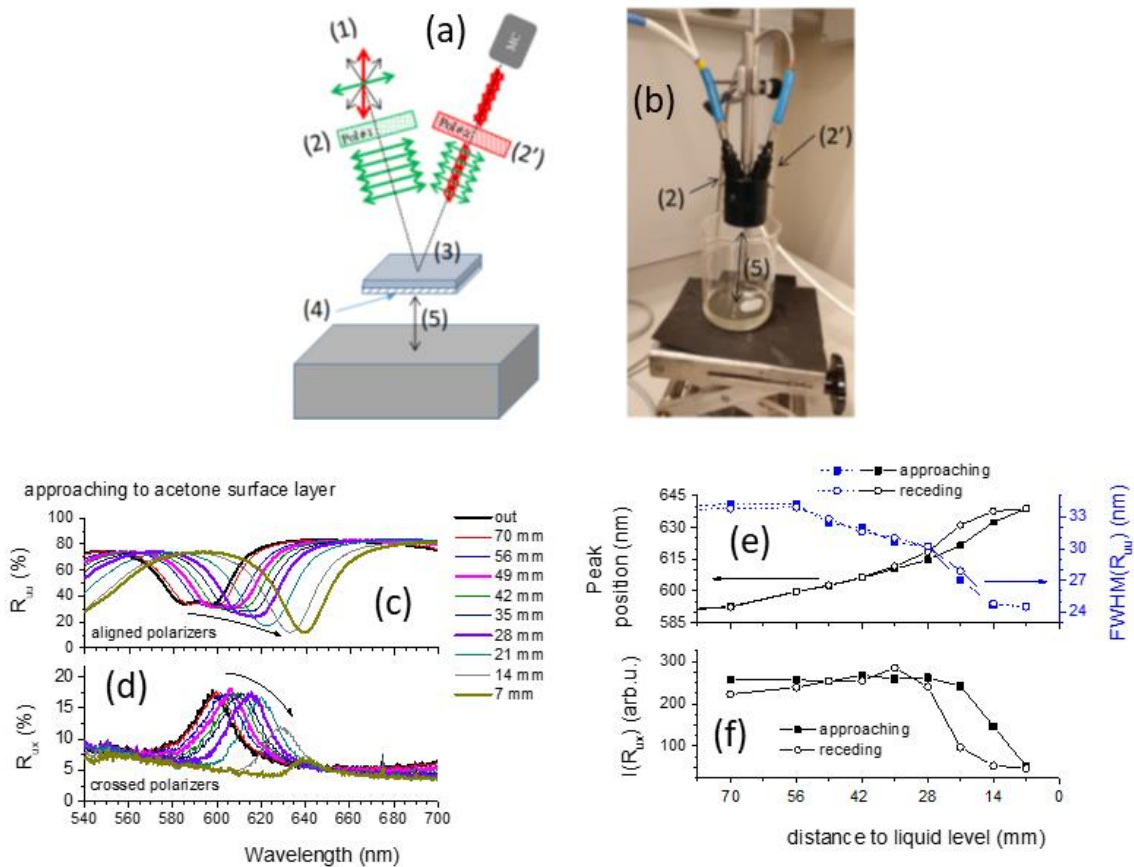 (1)
(a)
MC
(2)
Pol#1
Pol#2
(2')
(3)
(4)
(5)
(b)
(2')
(2)
(5)
approaching to acetone surface layer
100
80
60
40
20
0
R_uu (%)
aligned polarizers
(c)
out
70 mm
56 mm
49 mm
42 mm
35 mm
28 mm
21 mm
14 mm
7 mm
20
15
10
5
0
R_ux (%)
(d)
crossed polarizers
540 560 580 600 620 640 660 680 700
Wavelength (nm)
approaching
receding
645
630
615
600
585
Peak
position (nm)
(e)
33
30
27
24
FWHM(R_uu) (nm)
300
200
100
I(R_ux) (arb.u.)
approaching
receding
(f)
70 56 42 28 14 0
distance to liquid level (mm)